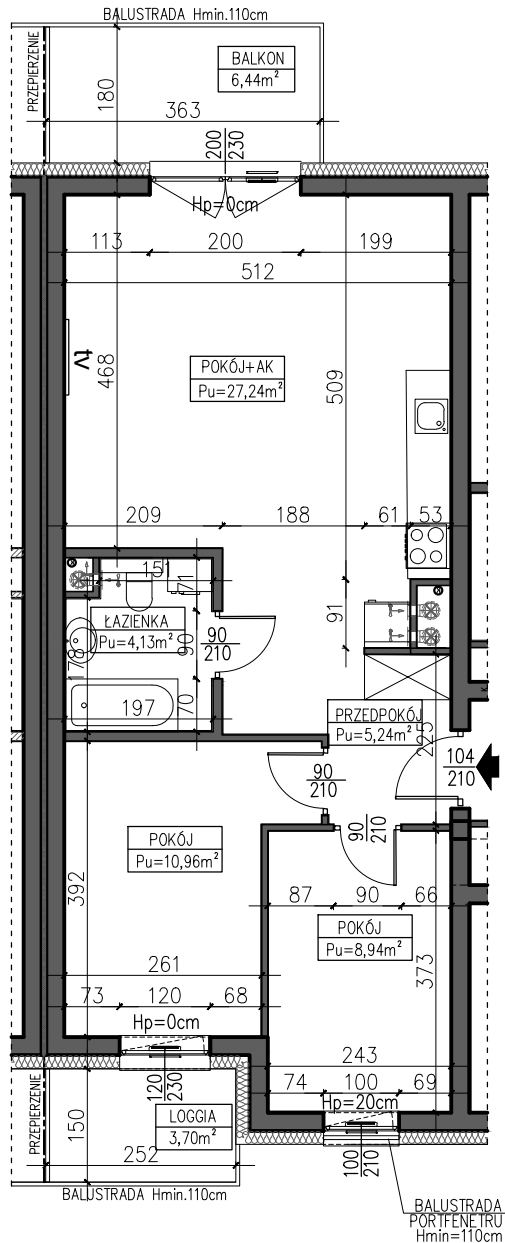 BALUSTRADA Hmin.110cm
PRZEPIERZENIE
BALKON
6,44m²
180
363
200
230
Hp=0cm
113
200
199
512
tv
468
POKÓJ+AK
Pu=27,24m²
509
209
188
61
53
151
71
ŁAZIENKA
Pu=4,13m²
90
90
210
91
178
197
70
PRZEDPOKÓJ
Pu=5,24m²
225
104
210
90
210
90
210
POKÓJ
Pu=10,96m²
392
87
90
66
POKÓJ
Pu=8,94m²
373
261
73
120
68
Hp=0cm
243
74
100
69
Hp=20cm
120
230
PRZEPIERZENIE
150
LOGGIA
3,70m²
252
100
210
BALUSTRADA Hmin.110cm
BALUSTRADA
PORTFENETRU
Hmin=110cm